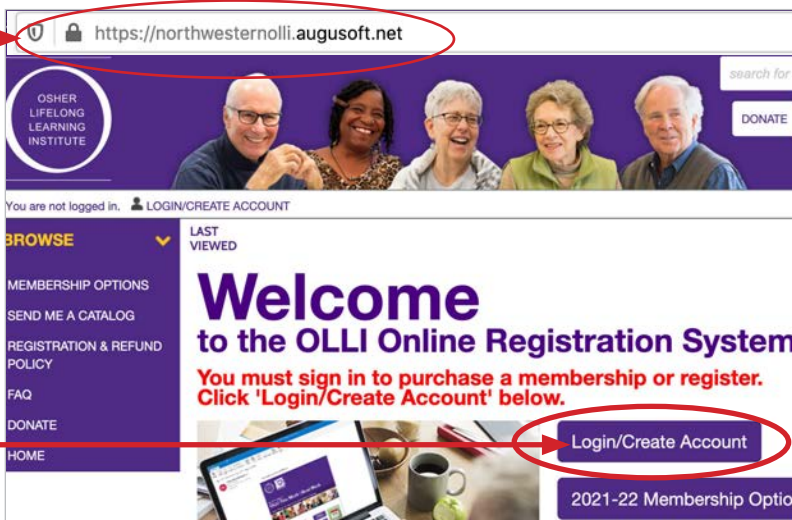 https://northwesternolli.augusoft.net
OSHER
LIFELONG
LEARNING
INSTITUTE
search for
DONATE
You are not logged in. LOGIN/CREATE ACCOUNT
BROWSE
LAST
VIEWED
MEMBERSHIP OPTIONS
SEND ME A CATALOG
REGISTRATION & REFUND
POLICY
FAQ
DONATE
HOME
Welcome
to the OLLI Online Registration System
You must sign in to purchase a membership or register.
Click 'Login/Create Account' below.
Login/Create Account
2021-22 Membership Optio